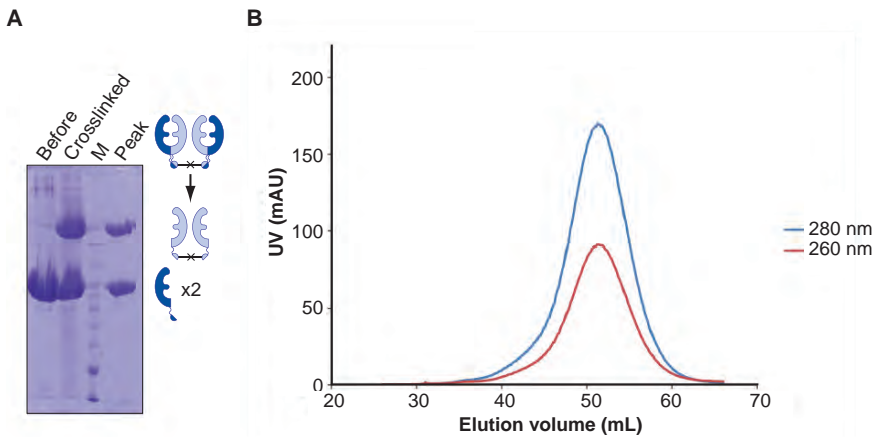 A
Before
Crosslinked
M
Peak
x2
B
UV (mAU)
200
150
100
50
0
20
30
40
50
60
70
Elution volume (mL)
280 nm
260 nm